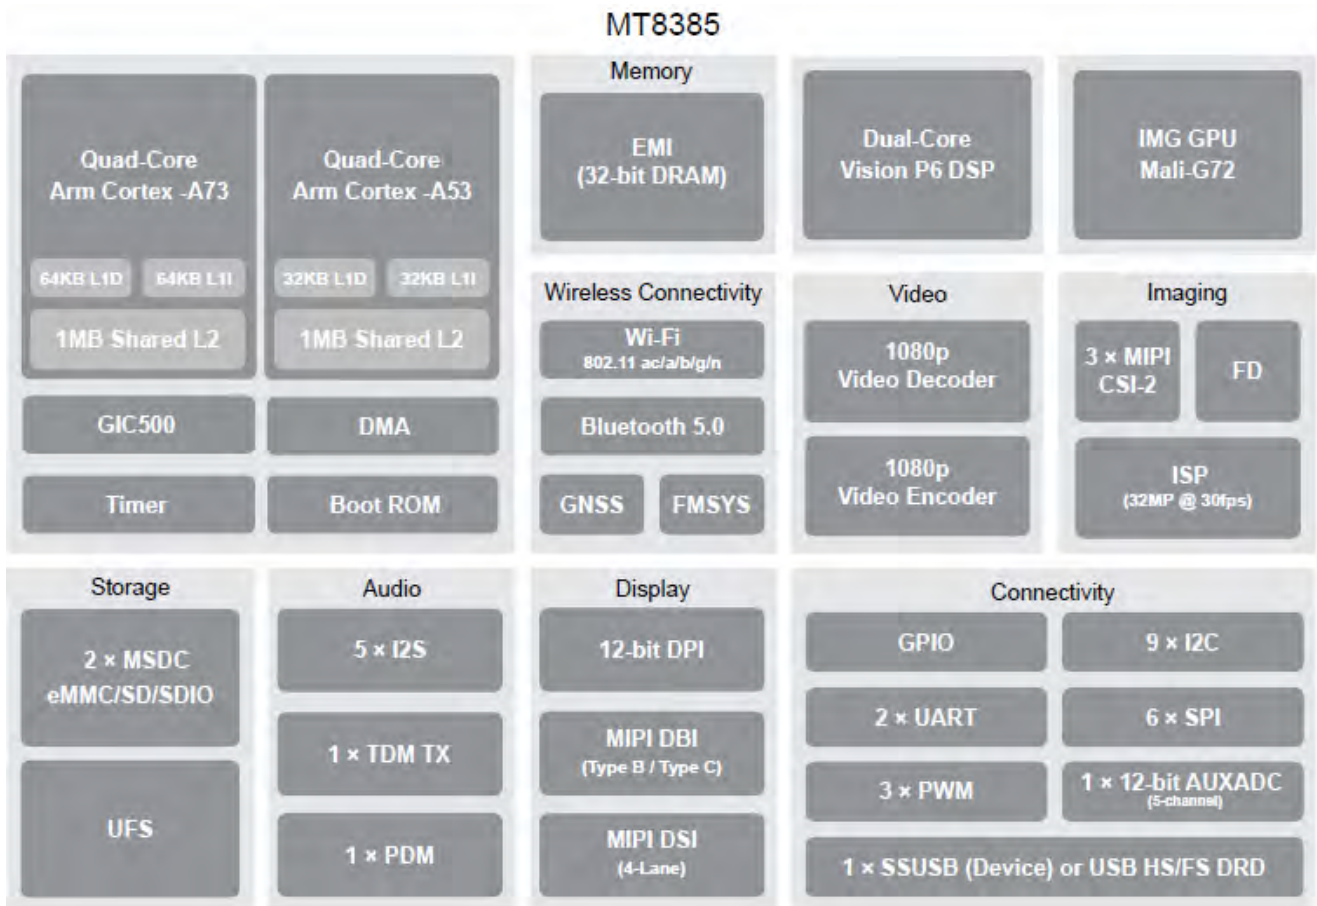 MT8385
Quad-Core
Arm Cortex -A73
64KB L1D
64KB L1I
1MB Shared L2
Quad-Core
Arm Cortex -A53
32KB L1D
32KB L1I
1MB Shared L2
GIC500
DMA
Timer
Boot ROM
Memory
EMI
(32-bit DRAM)
Dual-Core
Vision P6 DSP
IMG GPU
Mali-G72
Wireless Connectivity
Wi-Fi
802.11 ac/a/b/g/n
Bluetooth 5.0
GNSS
FMSYS
Video
1080p
Video Decoder
1080p
Video Encoder
Imaging
3 × MIPI
CSI-2
FD
ISP
(32MP @ 30fps)
Storage
2 × MSDC
eMMC/SD/SDIO
UFS
Audio
5 × I2S
1 × TDM TX
1 × PDM
Display
12-bit DPI
MIPI DBI
(Type B / Type C)
MIPI DSI
(4-Lane)
Connectivity
GPIO
9 × I2C
2 × UART
6 × SPI
3 × PWM
1 × 12-bit AUXADC
(5-channel)
1 × SSUSB (Device) or USB HS/FS DRD